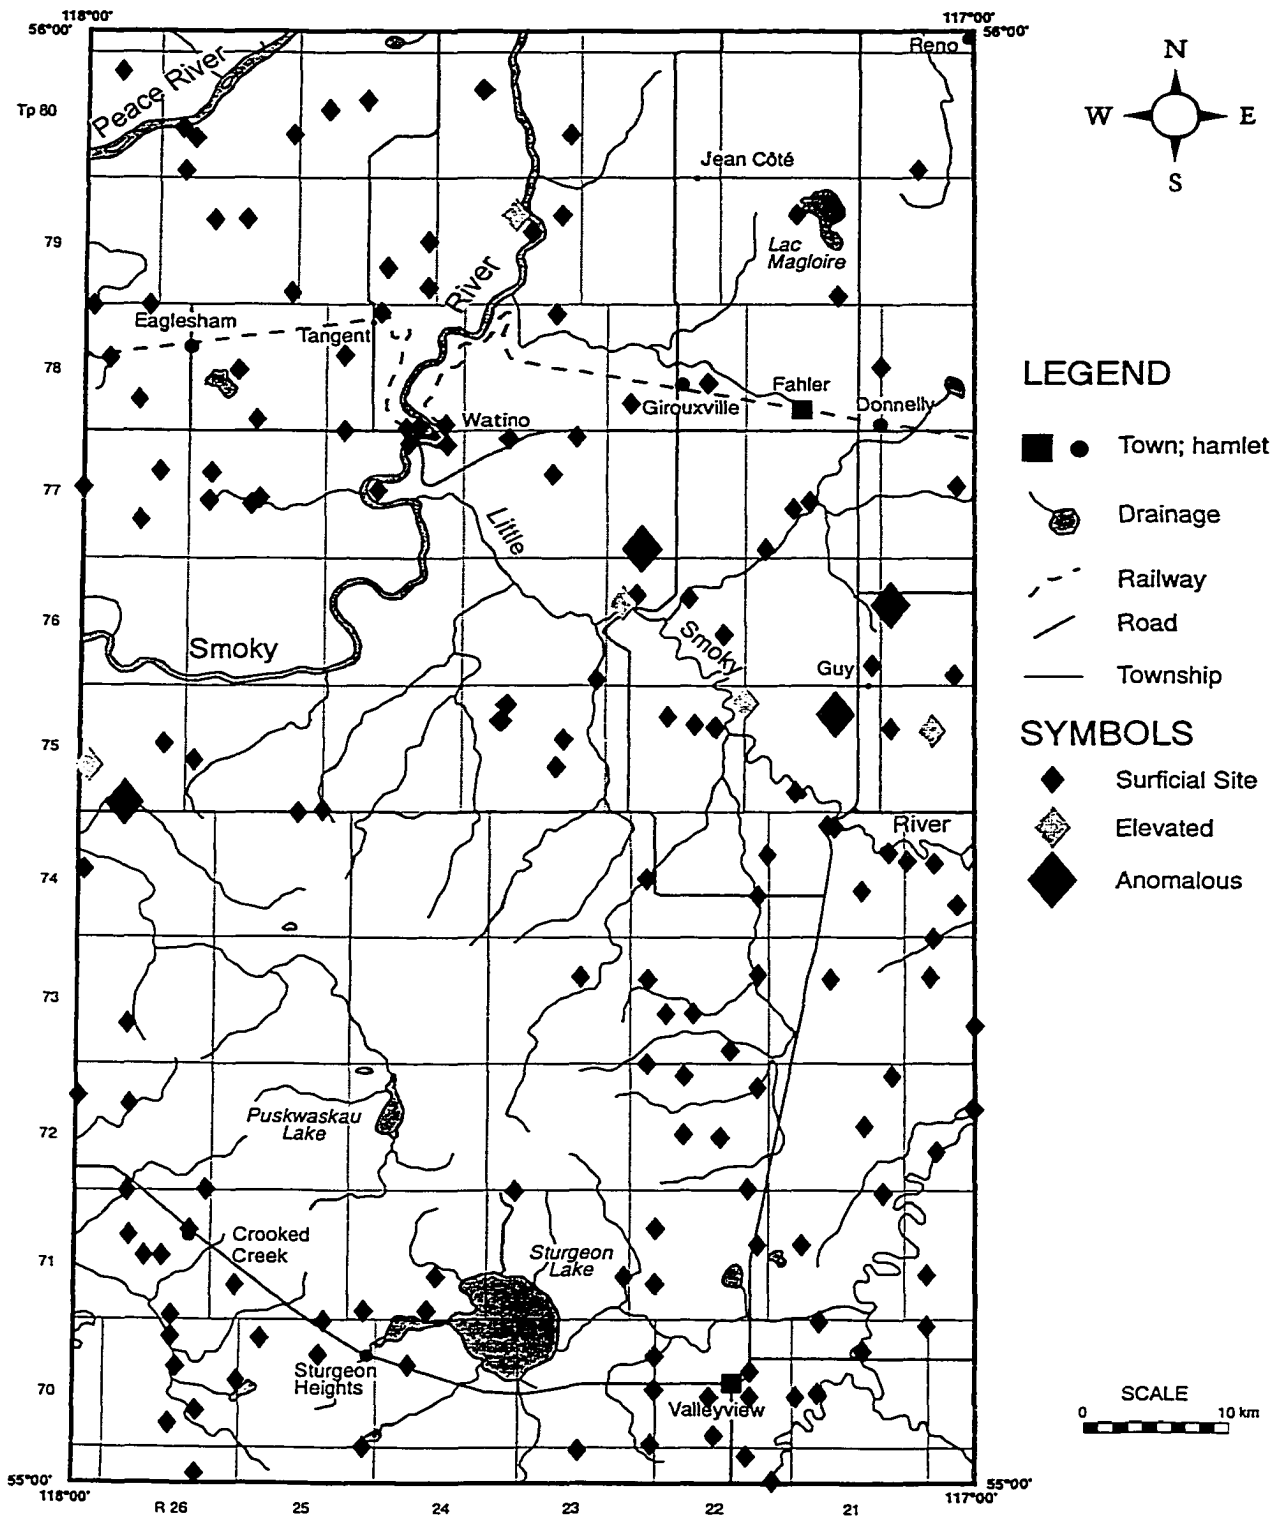 118°00'
117°00'
56°00'
56°00'
Reno
N
W
E
S
Peace River
Tp 80
Jean Côté
79
Lac
Magloire
River
Eaglesham
Tangent
78
Fahler
Girouxville
Donnelly
Watino
77
Little
76
Smoky
Smoky
Guy
75
River
74
73
Puskwaskau
Lake
72
Crooked
Creek
71
Sturgeon
Lake
Sturgeon
Heights
70
Valleyview
55°00'
55°00'
118°00'
117°00'
R 26
25
24
23
22
21
LEGEND
Town; hamlet
Drainage
Railway
Road
Township
SYMBOLS
Surficial Site
Elevated
Anomalous
SCALE
0
10 km